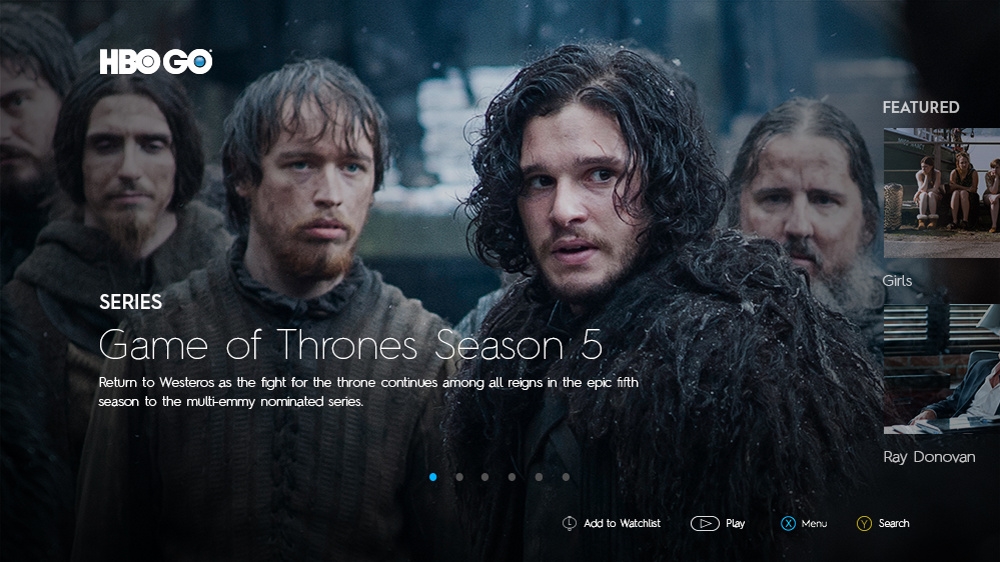 HBO GO
FEATURED
Girls
SERIES
Game of Thrones Season 5
Return to Westeros as the fight for the throne continues among all reigns in the epic fifth
season to the multi-emmy nominated series.
Ray Donovan
Add to Watchlist
Play
X Menu
Y Search